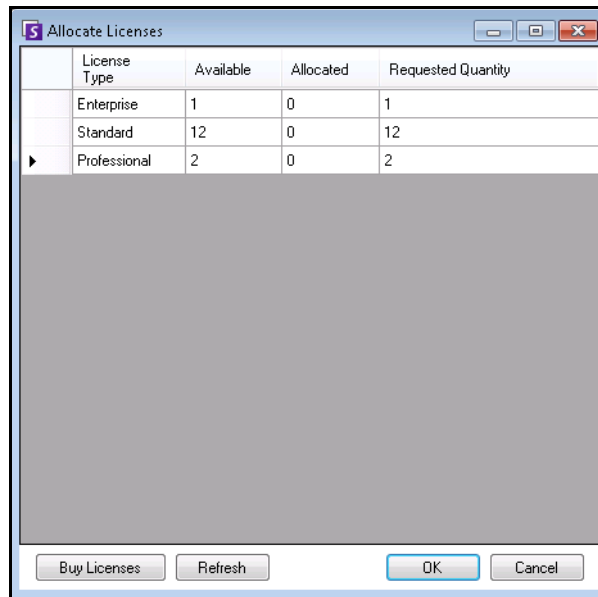 S Allocate Licenses
License Type Available Allocated Requested Quantity
Enterprise 1 0 1
Standard 12 0 12
Professional 2 0 2
Buy Licenses Refresh OK Cancel